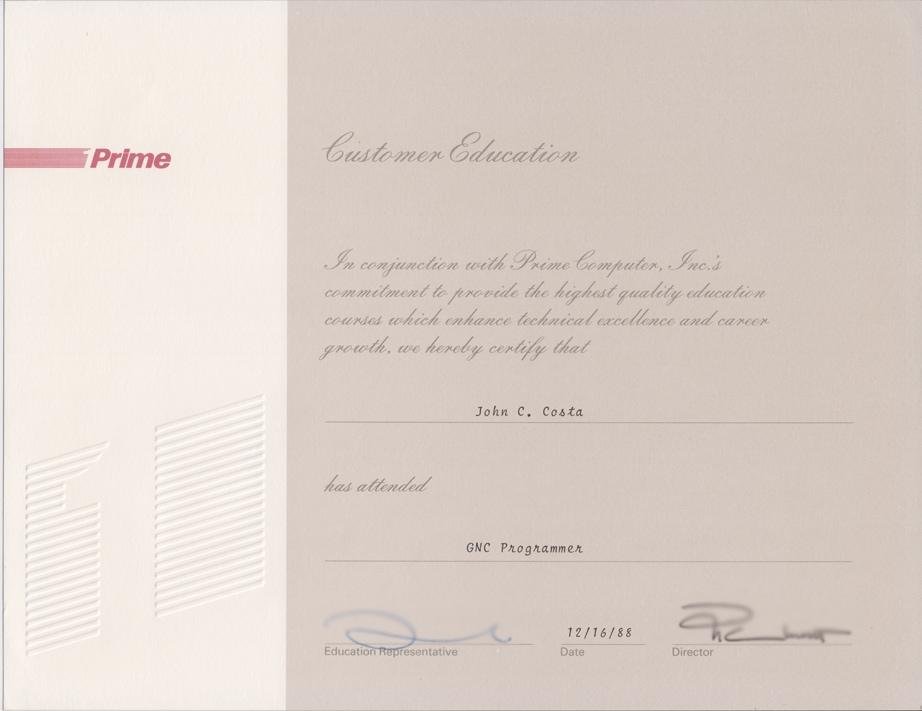 Prime
Customer Education
In conjunction with Prime Computer, Inc.'s
commitment to provide the highest quality education
courses which enhance technical excellence and career
growth, we hereby certify that
John C. Costa
has attended
GNC Programmer
12/16/88
Education Representative
Date
Director